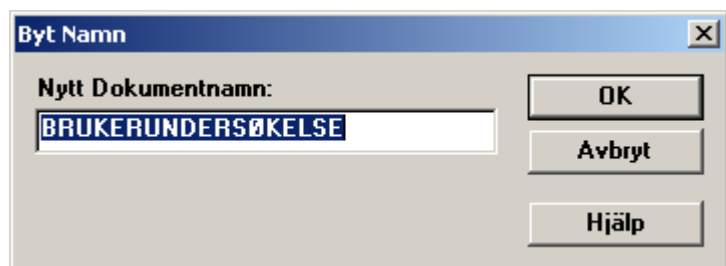 Byt Namn
Nytt Dokumentnamn:
BRUKERUNDERSØKELSE
OK
Avbryt
Hjälp